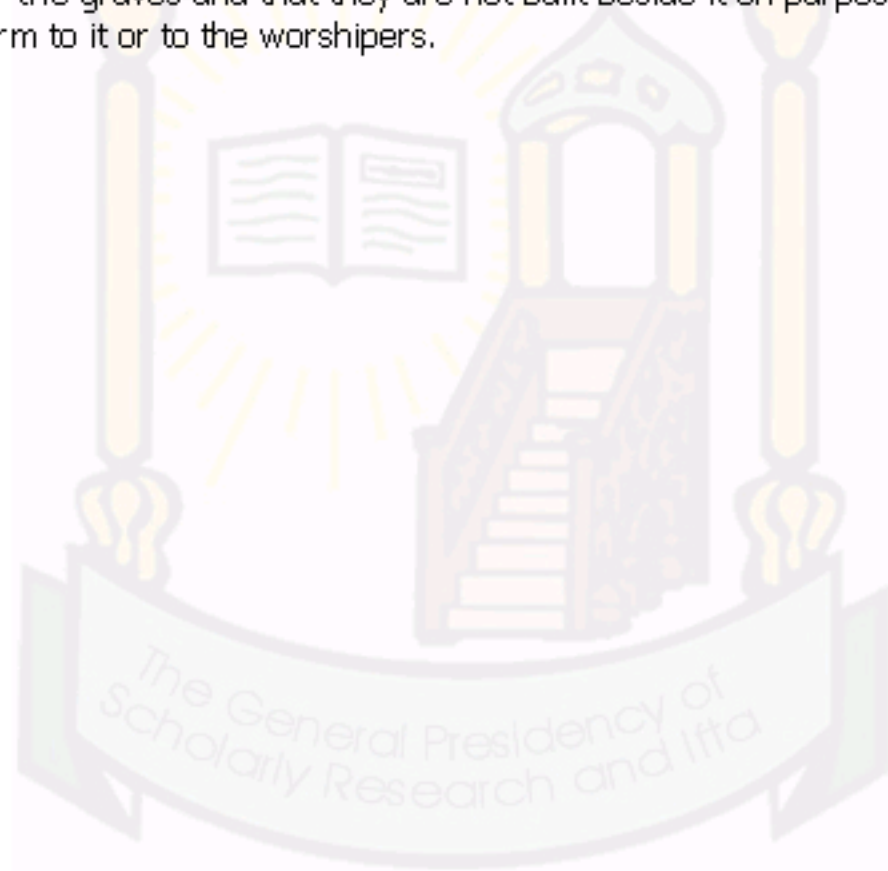 the graves and that they are not built beside it on purpos
rm to it or to the worshipers.
The General Presidency of
Scholarly Research and Ifta